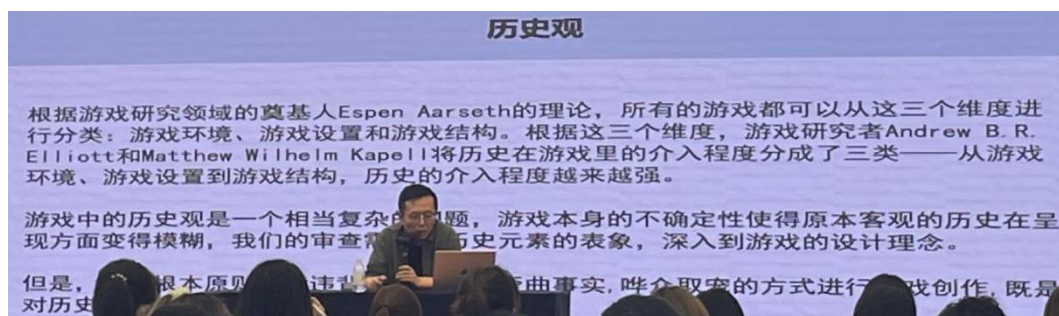 历史观
根据游戏研究领域的奠基人Espen Aarseth的理论，所有的游戏都可以从这三个维度进
行分类：游戏环境、游戏设置和游戏结构。根据这三个维度，游戏研究者Andrew B.R.
Elliott和Matthew Wilhelm Kapell将历史在游戏里的介入程度分成了三类——从游戏
环境、游戏设置到游戏结构，历史的介入程度越来越强。
游戏中的历史观是一个相当复杂的问题，游戏本身的不确定性使得原本客观的历史在呈
现方面变得模糊，我们的审查 历史元素的表象，深入到游戏的设计理念。
但是， 根本原则 违背 歪曲事实,哗众取宠的方式进行 戏创作,既是
对历史